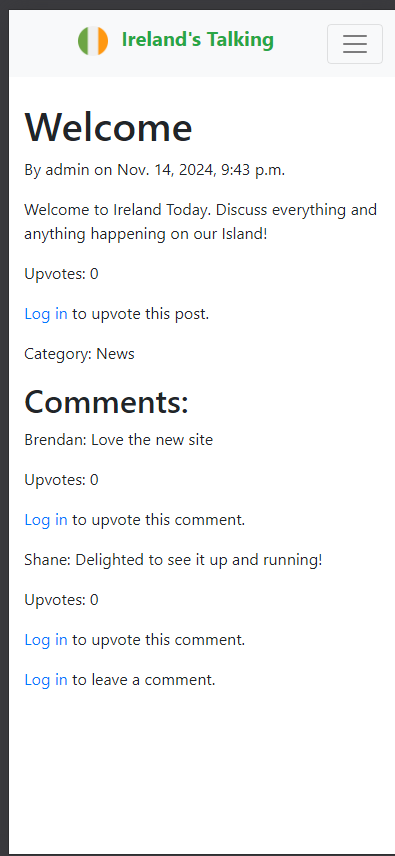 Ireland's Talking
Welcome
By admin on Nov. 14, 2024, 9:43 p.m.
Welcome to Ireland Today. Discuss everything and
anything happening on our Island!
Upvotes: 0
Log in to upvote this post.
Category: News
Comments:
Brendan: Love the new site
Upvotes: 0
Log in to upvote this comment.
Shane: Delighted to see it up and running!
Upvotes: 0
Log in to upvote this comment.
Log in to leave a comment.